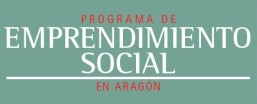 PROGRAMA DE
EMPRENDIMIENTO
SOCIAL
EN ARAGÓN